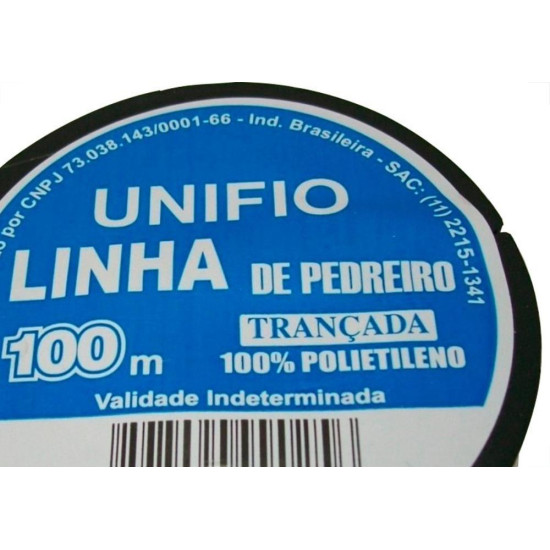 por CNPJ 73.038.143/0001-66 - Ind. Brasileira - SAC: (11) 2215-1341
UNIFIO
LINHA DE PEDREIRO
100 m
TRANÇADA
100% POLIETILENO
Validade Indeterminada